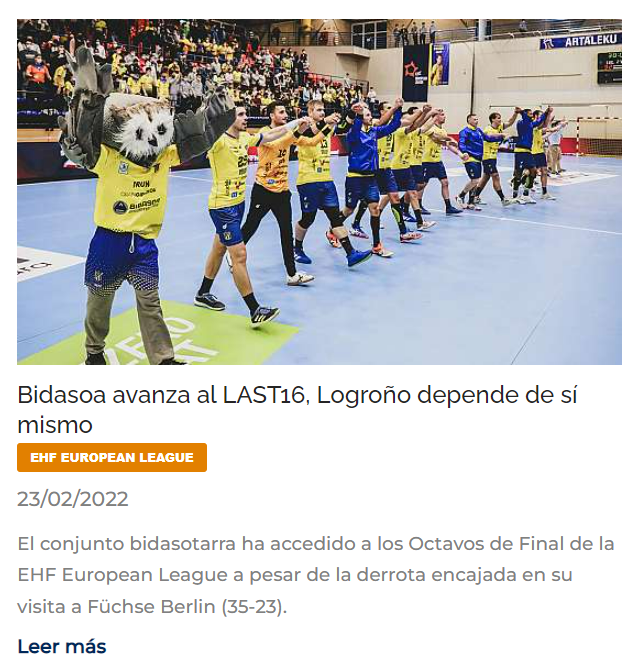 ARTALEKU
IRUN
BIDASOA
Bidasoa avanza al LAST16, Logroño depende de sí
mismo
EHF EUROPEAN LEAGUE
23/02/2022
El conjunto bidasotarra ha accedido a los Octavos de Final de la
EHF European League a pesar de la derrota encajada en su
visita a Füchse Berlin (35-23).
Leer más